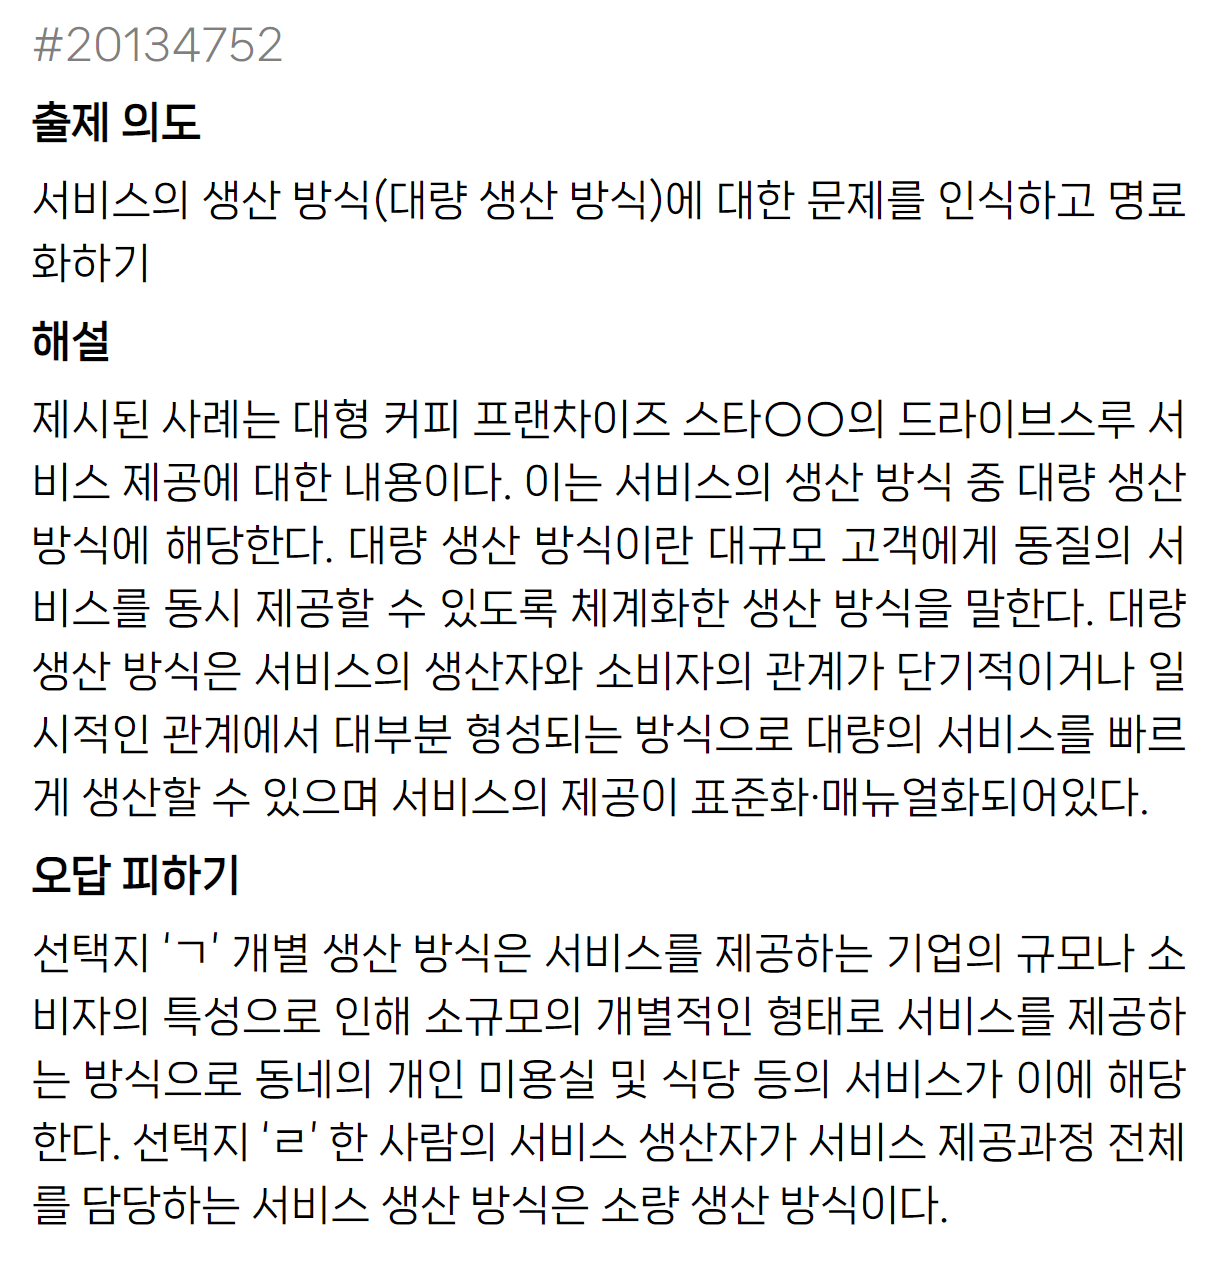 #20134752
출제 의도
서비스의 생산 방식(대량 생산 방식)에 대한 문제를 인식하고 명료
화하기
해설
제시된 사례는 대형 커피 프랜차이즈 스타〇〇의 드라이브스루 서
비스 제공에 대한 내용이다. 이는 서비스의 생산 방식 중 대량 생산
방식에 해당한다. 대량 생산 방식이란 대규모 고객에게 동질의 서
비스를 동시 제공할 수 있도록 체계화한 생산 방식을 말한다. 대량
생산 방식은 서비스의 생산자와 소비자의 관계가 단기적이거나 일
시적인 관계에서 대부분 형성되는 방식으로 대량의 서비스를 빠르
게 생산할 수 있으며 서비스의 제공이 표준화·매뉴얼화되어있다.
오답 피하기
선택지 'ㄱ' 개별 생산 방식은 서비스를 제공하는 기업의 규모나 소
비자의 특성으로 인해 소규모의 개별적인 형태로 서비스를 제공하
는 방식으로 동네의 개인 미용실 및 식당 등의 서비스가 이에 해당
한다. 선택지 'ㄹ' 한 사람의 서비스 생산자가 서비스 제공과정 전체
를 담당하는 서비스 생산 방식은 소량 생산 방식이다.